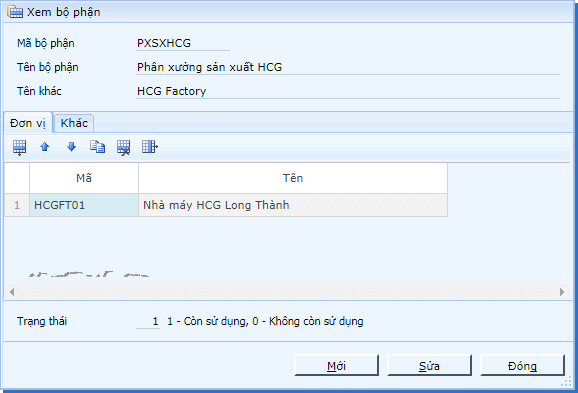 Xem bộ phận
Mã bộ phận PXSXHCG
Tên bộ phận Phân xưởng sản xuất HCG
Tên khác HCG Factory
Đơn vị Khác
Mã Tên
1 HCGFT01 Nhà máy HCG Long Thành
Trạng thái 1 1 - Còn sử dụng, 0 - Không còn sử dụng
Mới Sửa Đóng